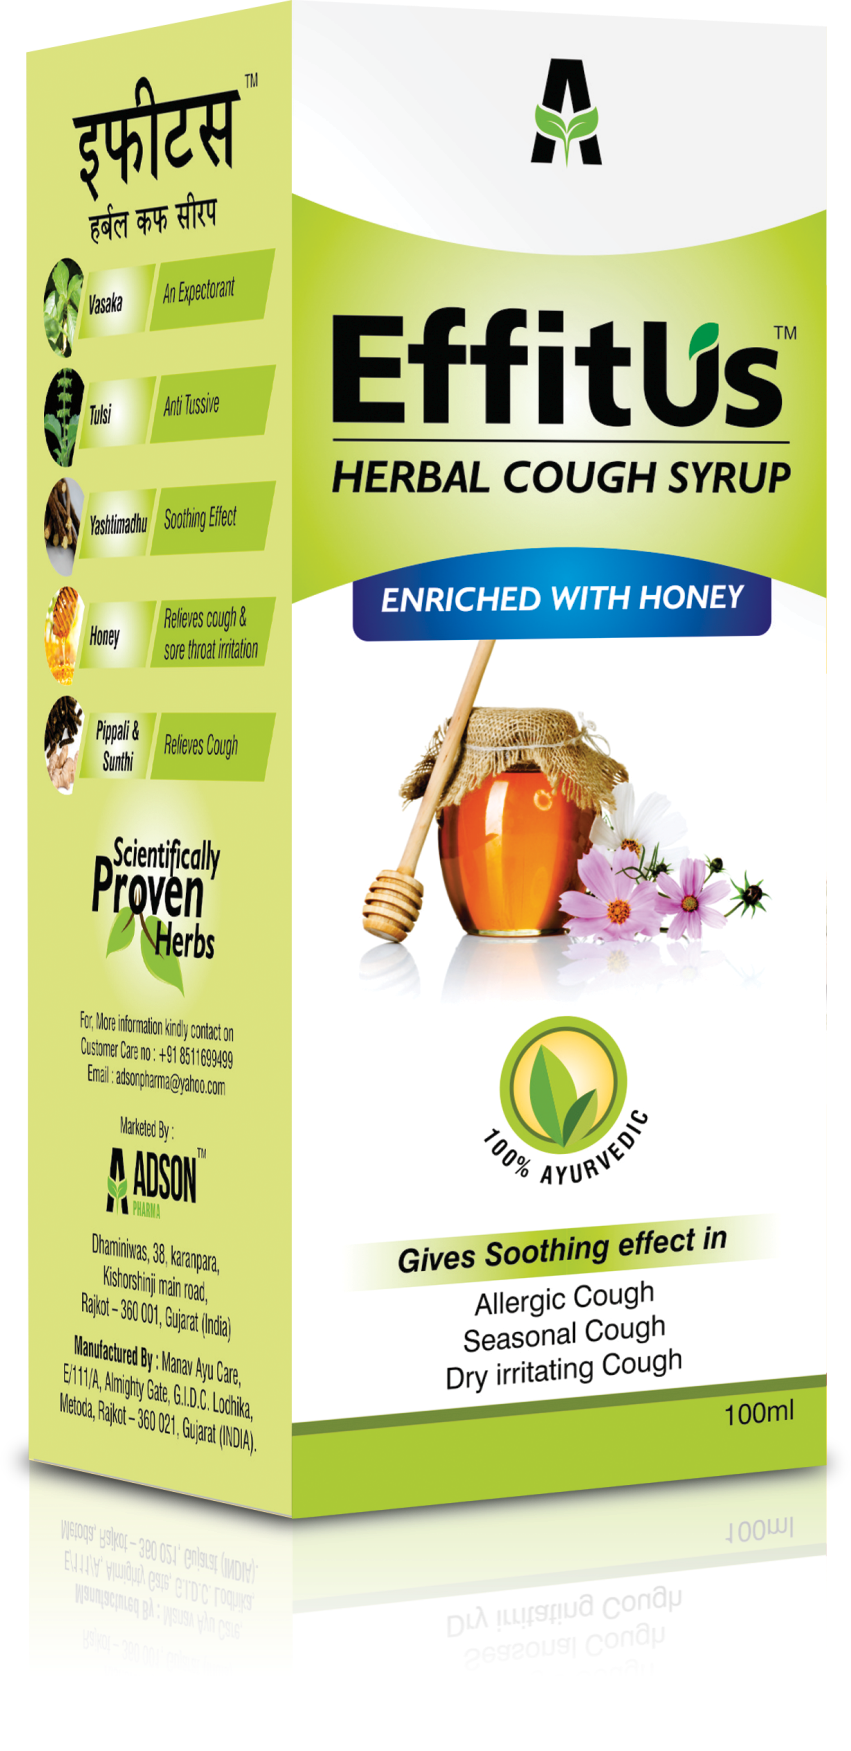 इफीटस
TM
हर्बल कफ सीरप
Vasaka
An Expectorant
Tulsi
Anti Tussive
Yashtimadhu
Soothing Effect
Honey
Relieves cough &
sore throat irritation
Pippali &
Sunthi
Relieves Cough
Scientifically
Proven
Herbs
For, More information kindly contact on
Customer Care no : +91 8511699499
Email : adsonpharma@yahoo.com
Marketed By :
ADSON
TM
PHARMA
Dhaminiwas, 38, karanpara,
Kishorshinji main road,
Rajkot – 360 001, Gujarat (India)
Manufactured By : Manav Ayu Care,
E/111/A, Almighty Gate, G.I.D.C. Lodhika,
Metoda, Rajkot – 360 021, Gujarat (INDIA).
A
EffitUs
TM
HERBAL COUGH SYRUP
ENRICHED WITH HONEY
100% AYURVEDIC
Gives Soothing effect in
Allergic Cough
Seasonal Cough
Dry irritating Cough
100ml